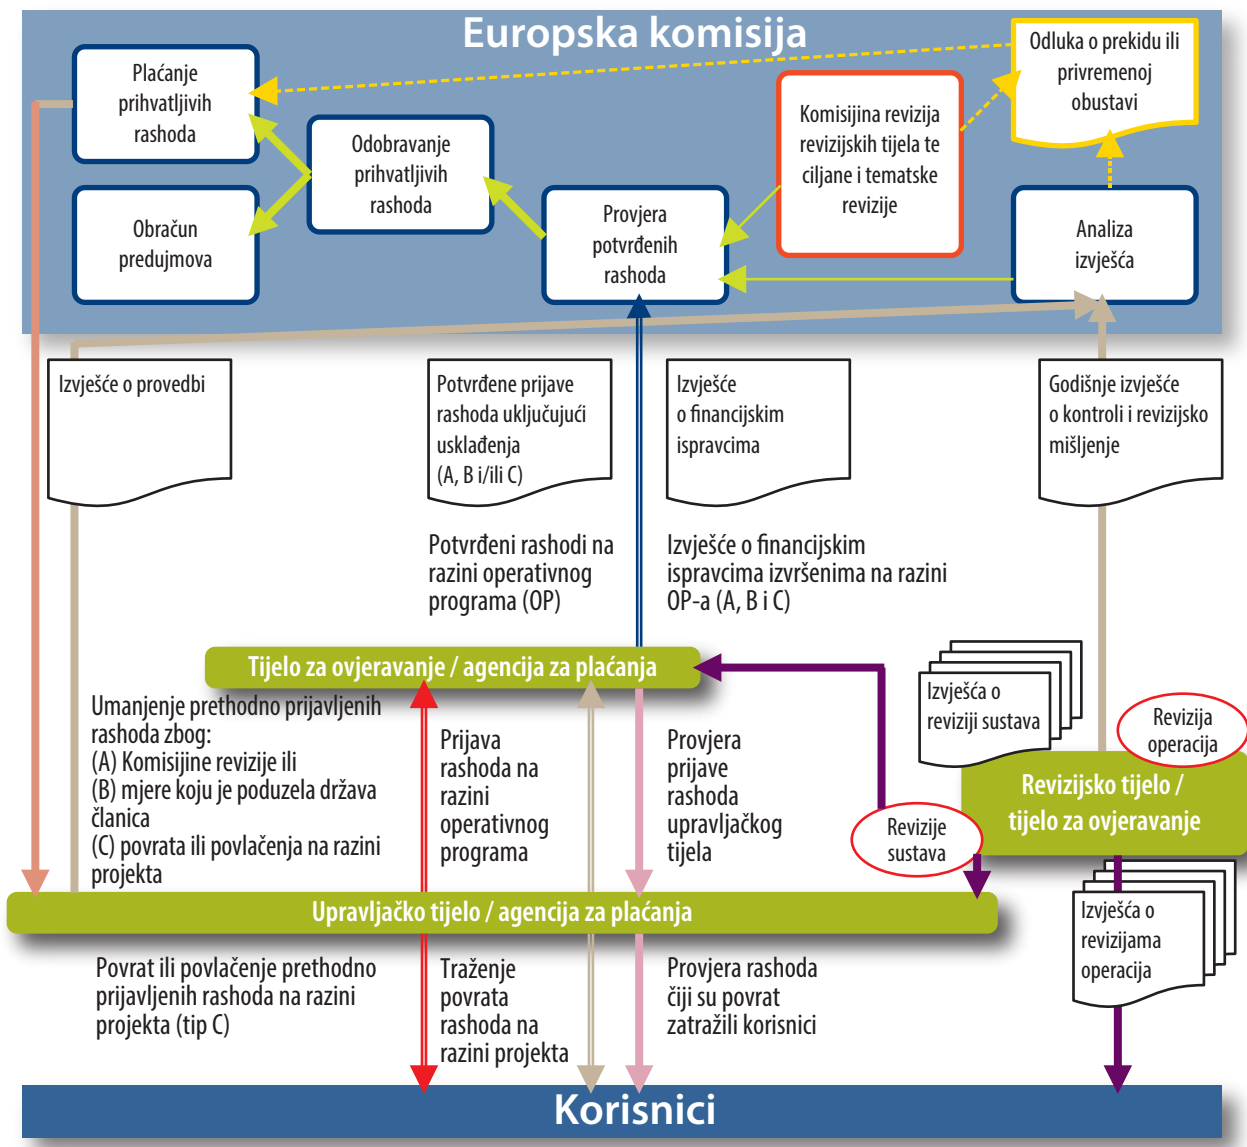 Europska komisija
Plaćanje
prihvatljivih
rashoda
Odobravanje
prihvatljivih
rashoda
Obračun
predujmova
Provjera
potvrđenih
rashoda
Komisijina revizija
revizijskih tijela te
ciljane i tematske
revizije
Odluka o prekidu ili
privremenoj
obustavi
Analiza
izvješća
Izvješće o provedbi
Potvrđene prijave
rashoda uključujući
usklađenja
(A, B i/ili C)
Izvješće
o financijskim
ispravcima
Godišnje izvješće
o kontroli i revizijsko
mišljenje
Potvrđeni rashodi na
razini operativnog
programa (OP)
Izvješće o financijskim
ispravcima izvršenima na razini
OP-a (A, B i C)
Tijelo za ovjeravanje / agencija za plaćanja
Umanjenje prethodno prijavljenih
rashoda zbog:
(A) Komisijine revizije ili
(B) mjere koju je poduzela država
članica
(C) povrata ili povlačenja na razini
projekta
Prijava
rashoda na
razini
operativnog
programa
Provjera
prijave
rashoda
upravljačkog
tijela
Izvješća o
reviziji sustava
Revizija
operacija
Revizijsko tijelo /
tijelo za ovjeravanje
Revizije
sustava
Upravljačko tijelo / agencija za plaćanja
Izvješća o
revizijama
operacija
Povrat ili povlačenje prethodno
prijavljenih rashoda na razini
projekta (tip C)
Traženje
povrata
rashoda na
razini projekta
Provjera rashoda
čiji su povrat
zatražili korisnici
Korisnici